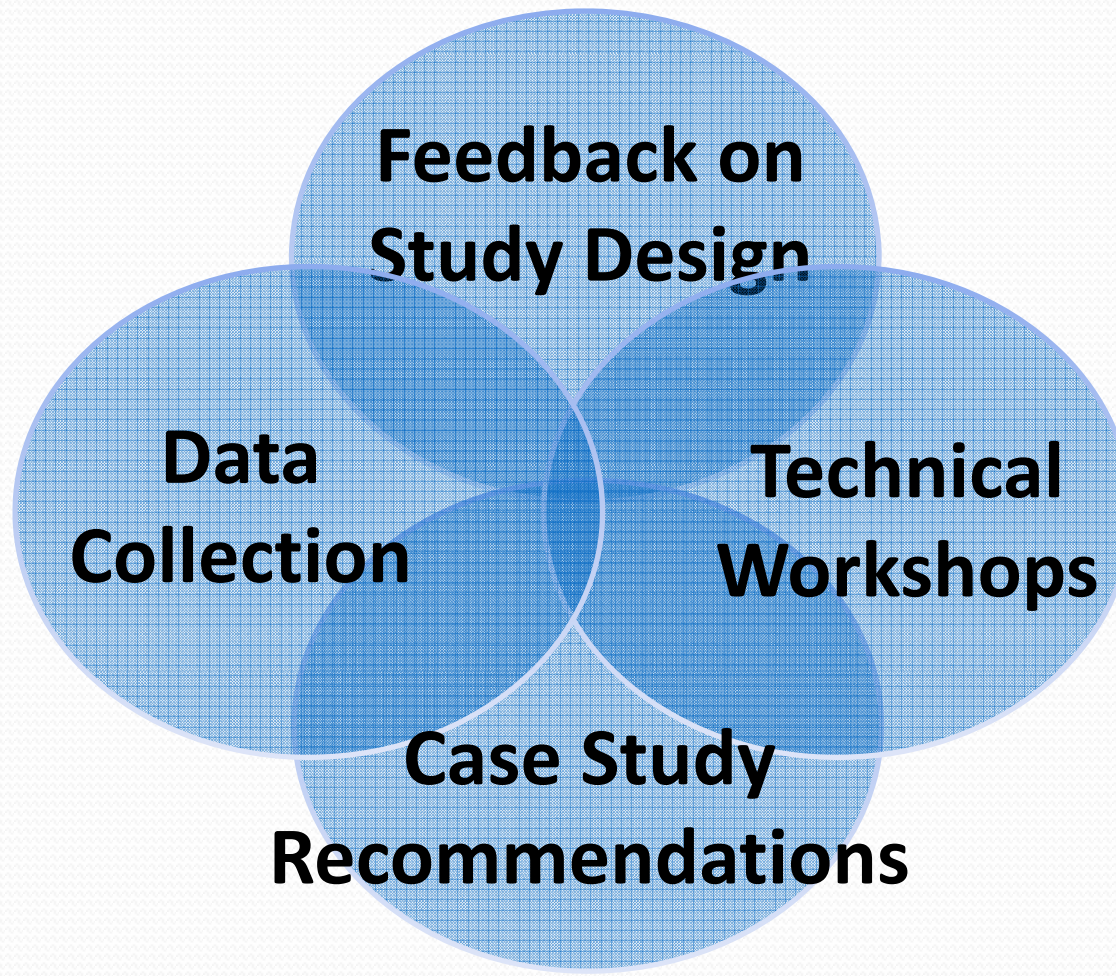 Feedback on
Study Design
Data
Collection
Technical
Workshops
Case Study
Recommendations